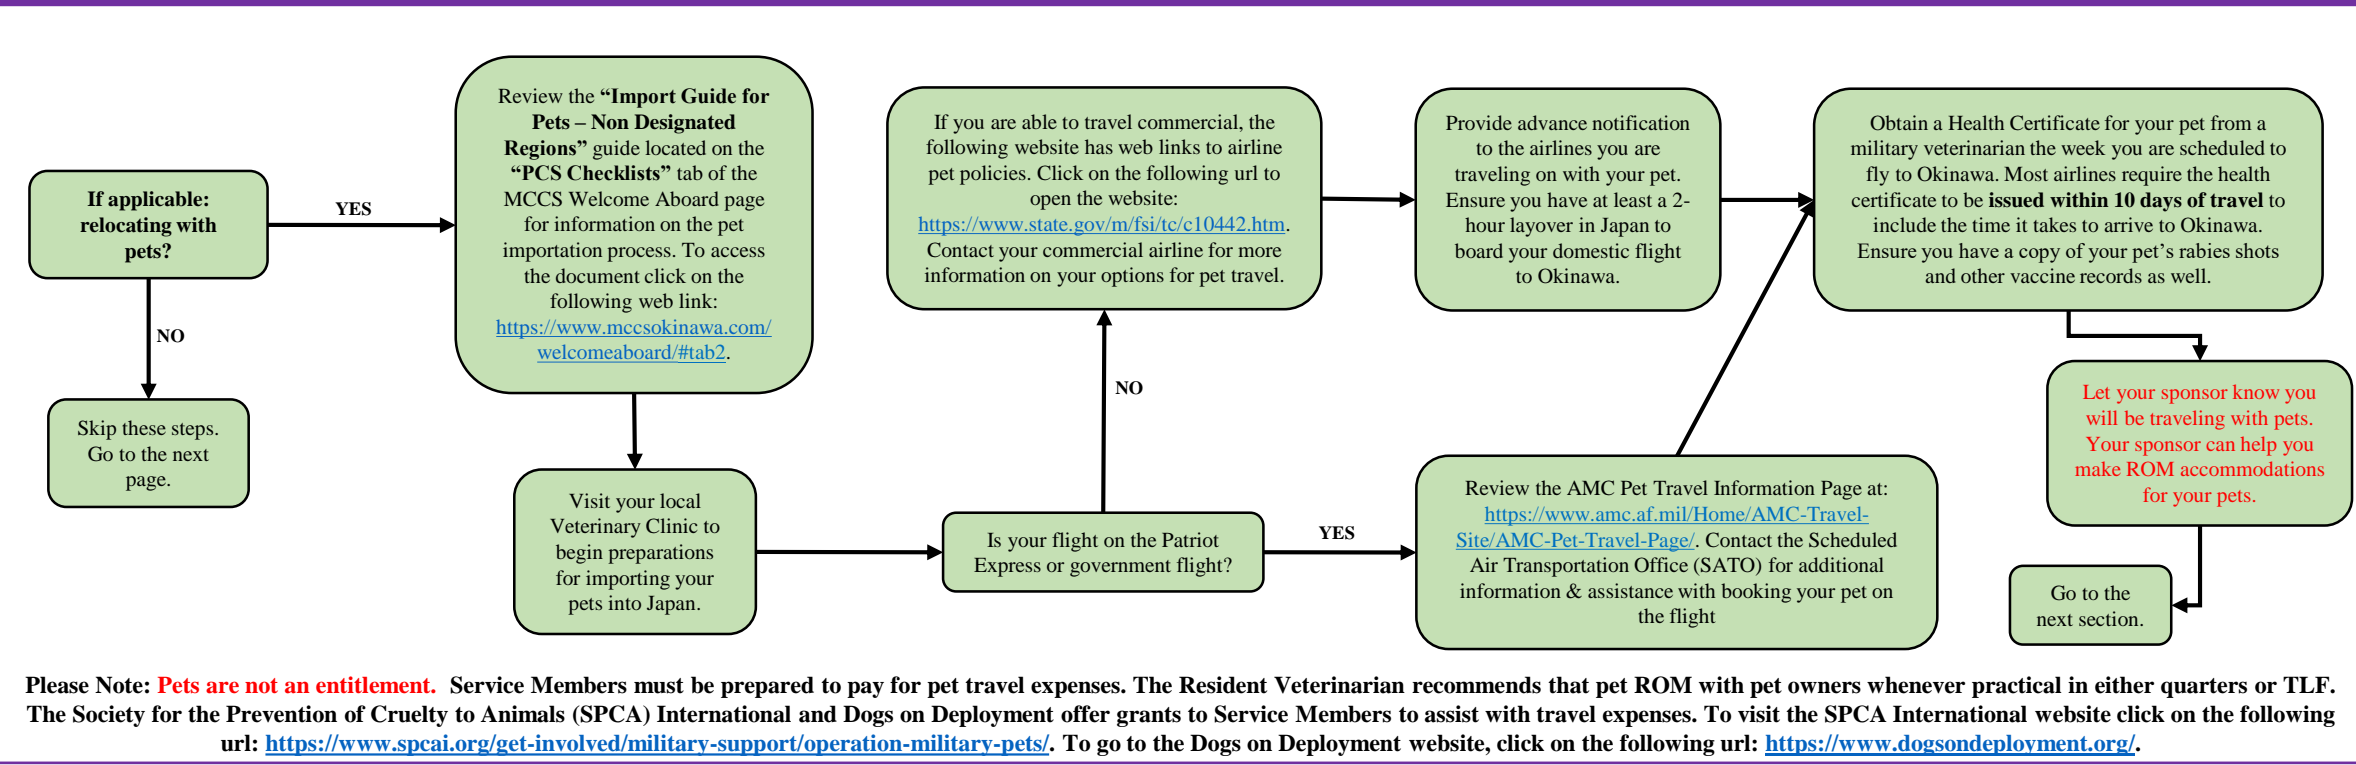 If applicable:
relocating with
pets?
YES
NO
Skip these steps.
Go to the next
page.
Review the “Import Guide for
Pets – Non Designated
Regions” guide located on the
“PCS Checklists” tab of the
MCCS Welcome Aboard page
for information on the pet
importation process. To access
the document click on the
following web link:
https://www.mccsokinawa.com/
welcomeaboard/#tab2.
Visit your local
Veterinary Clinic to
begin preparations
for importing your
pets into Japan.
Is your flight on the Patriot
Express or government flight?
NO
YES
If you are able to travel commercial, the
following website has web links to airline
pet policies. Click on the following url to
open the website:
https://www.state.gov/m/fsi/tc/c10442.htm.
Contact your commercial airline for more
information on your options for pet travel.
Provide advance notification
to the airlines you are
traveling on with your pet.
Ensure you have at least a 2-
hour layover in Japan to
board your domestic flight
to Okinawa.
Review the AMC Pet Travel Information Page at:
https://www.amc.af.mil/Home/AMC-Travel-
Site/AMC-Pet-Travel-Page/. Contact the Scheduled
Air Transportation Office (SATO) for additional
information & assistance with booking your pet on
the flight
Obtain a Health Certificate for your pet from a
military veterinarian the week you are scheduled to
fly to Okinawa. Most airlines require the health
certificate to be issued within 10 days of travel to
include the time it takes to arrive to Okinawa.
Ensure you have a copy of your pet’s rabies shots
and other vaccine records as well.
Let your sponsor know you
will be traveling with pets.
Your sponsor can help you
make ROM accommodations
for your pets.
Go to the
next section.
Please Note: Pets are not an entitlement. Service Members must be prepared to pay for pet travel expenses. The Resident Veterinarian recommends that pet ROM with pet owners whenever practical in either quarters or TLF.
The Society for the Prevention of Cruelty to Animals (SPCA) International and Dogs on Deployment offer grants to Service Members to assist with travel expenses. To visit the SPCA International website click on the following
url: https://www.spcai.org/get-involved/military-support/operation-military-pets/. To go to the Dogs on Deployment website, click on the following url: https://www.dogsondeployment.org/.